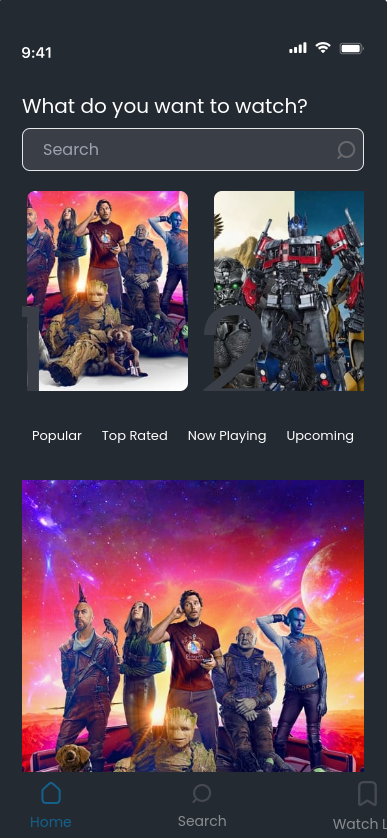 9:41
What do you want to watch?
Search
1
2
Popular Top Rated Now Playing Upcoming
Home
Search
Watch L